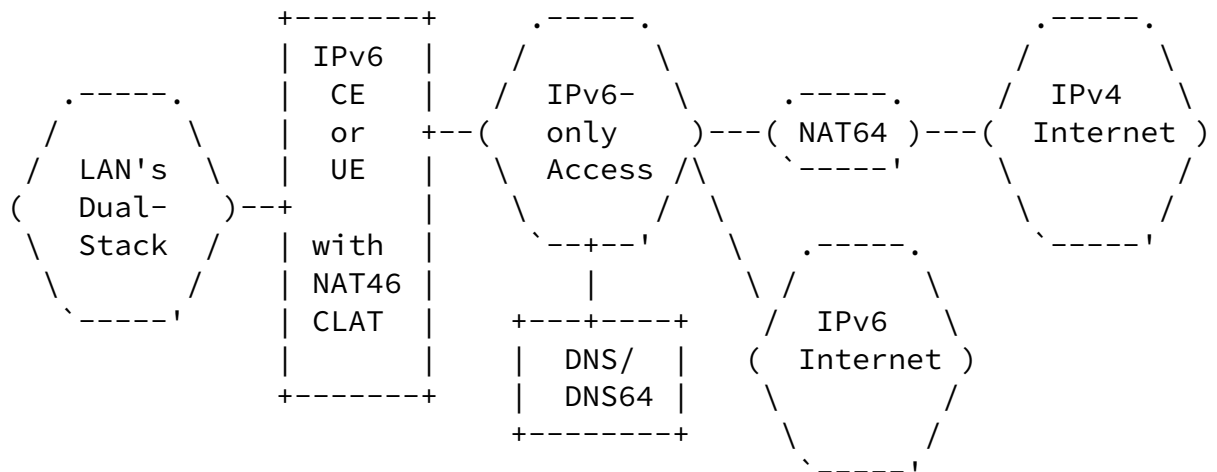 IPv6
CE
or
UE
with
NAT46
CLAT
LAN's
Dual-
Stack
IPv6-
only
Access
NAT64
IPv4
Internet
DNS/
DNS64
IPv6
Internet